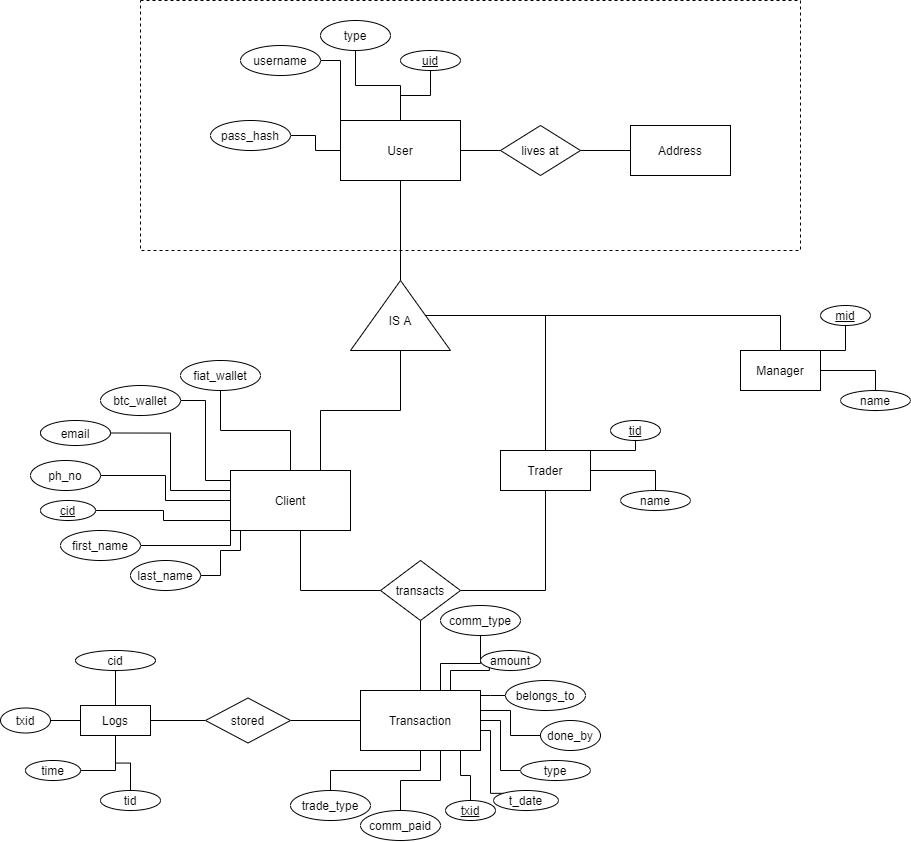 type
username
uid
pass_hash
User
lives at
Address
IS A
mid
Manager
name
fiat_wallet
btc_wallet
email
tid
ph_no
Trader
Client
name
cid
first_name
last_name
transacts
comm_type
cid
amount
belongs_to
txid
Logs
stored
Transaction
done_by
time
type
tid
trade_type
txid
t_date
comm_paid